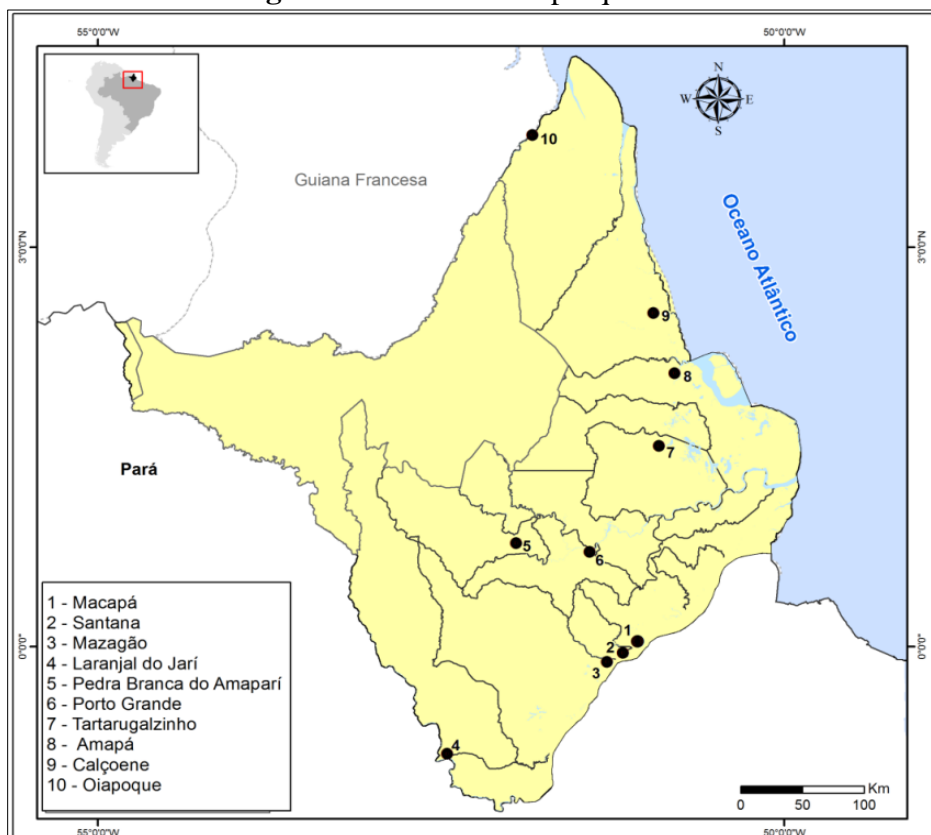 55°0'0"W
50°0'0"W
N
W
E
S
10
Guiana Francesa
Oceano Atlântico
3°0'0"N
3°0'0"N
9
8
7
Pará
5
6
1
2
3
4
0°0'0"
0°0'0"
1 - Macapá
2 - Santana
3 - Mazagão
4 - Laranjal do Jarí
5 - Pedra Branca do Amaparí
6 - Porto Grande
7 - Tartarugalzinho
8 - Amapá
9 - Calçoene
10 - Oiapoque
Km
0 50 100
55°0'0"W
50°0'0"W